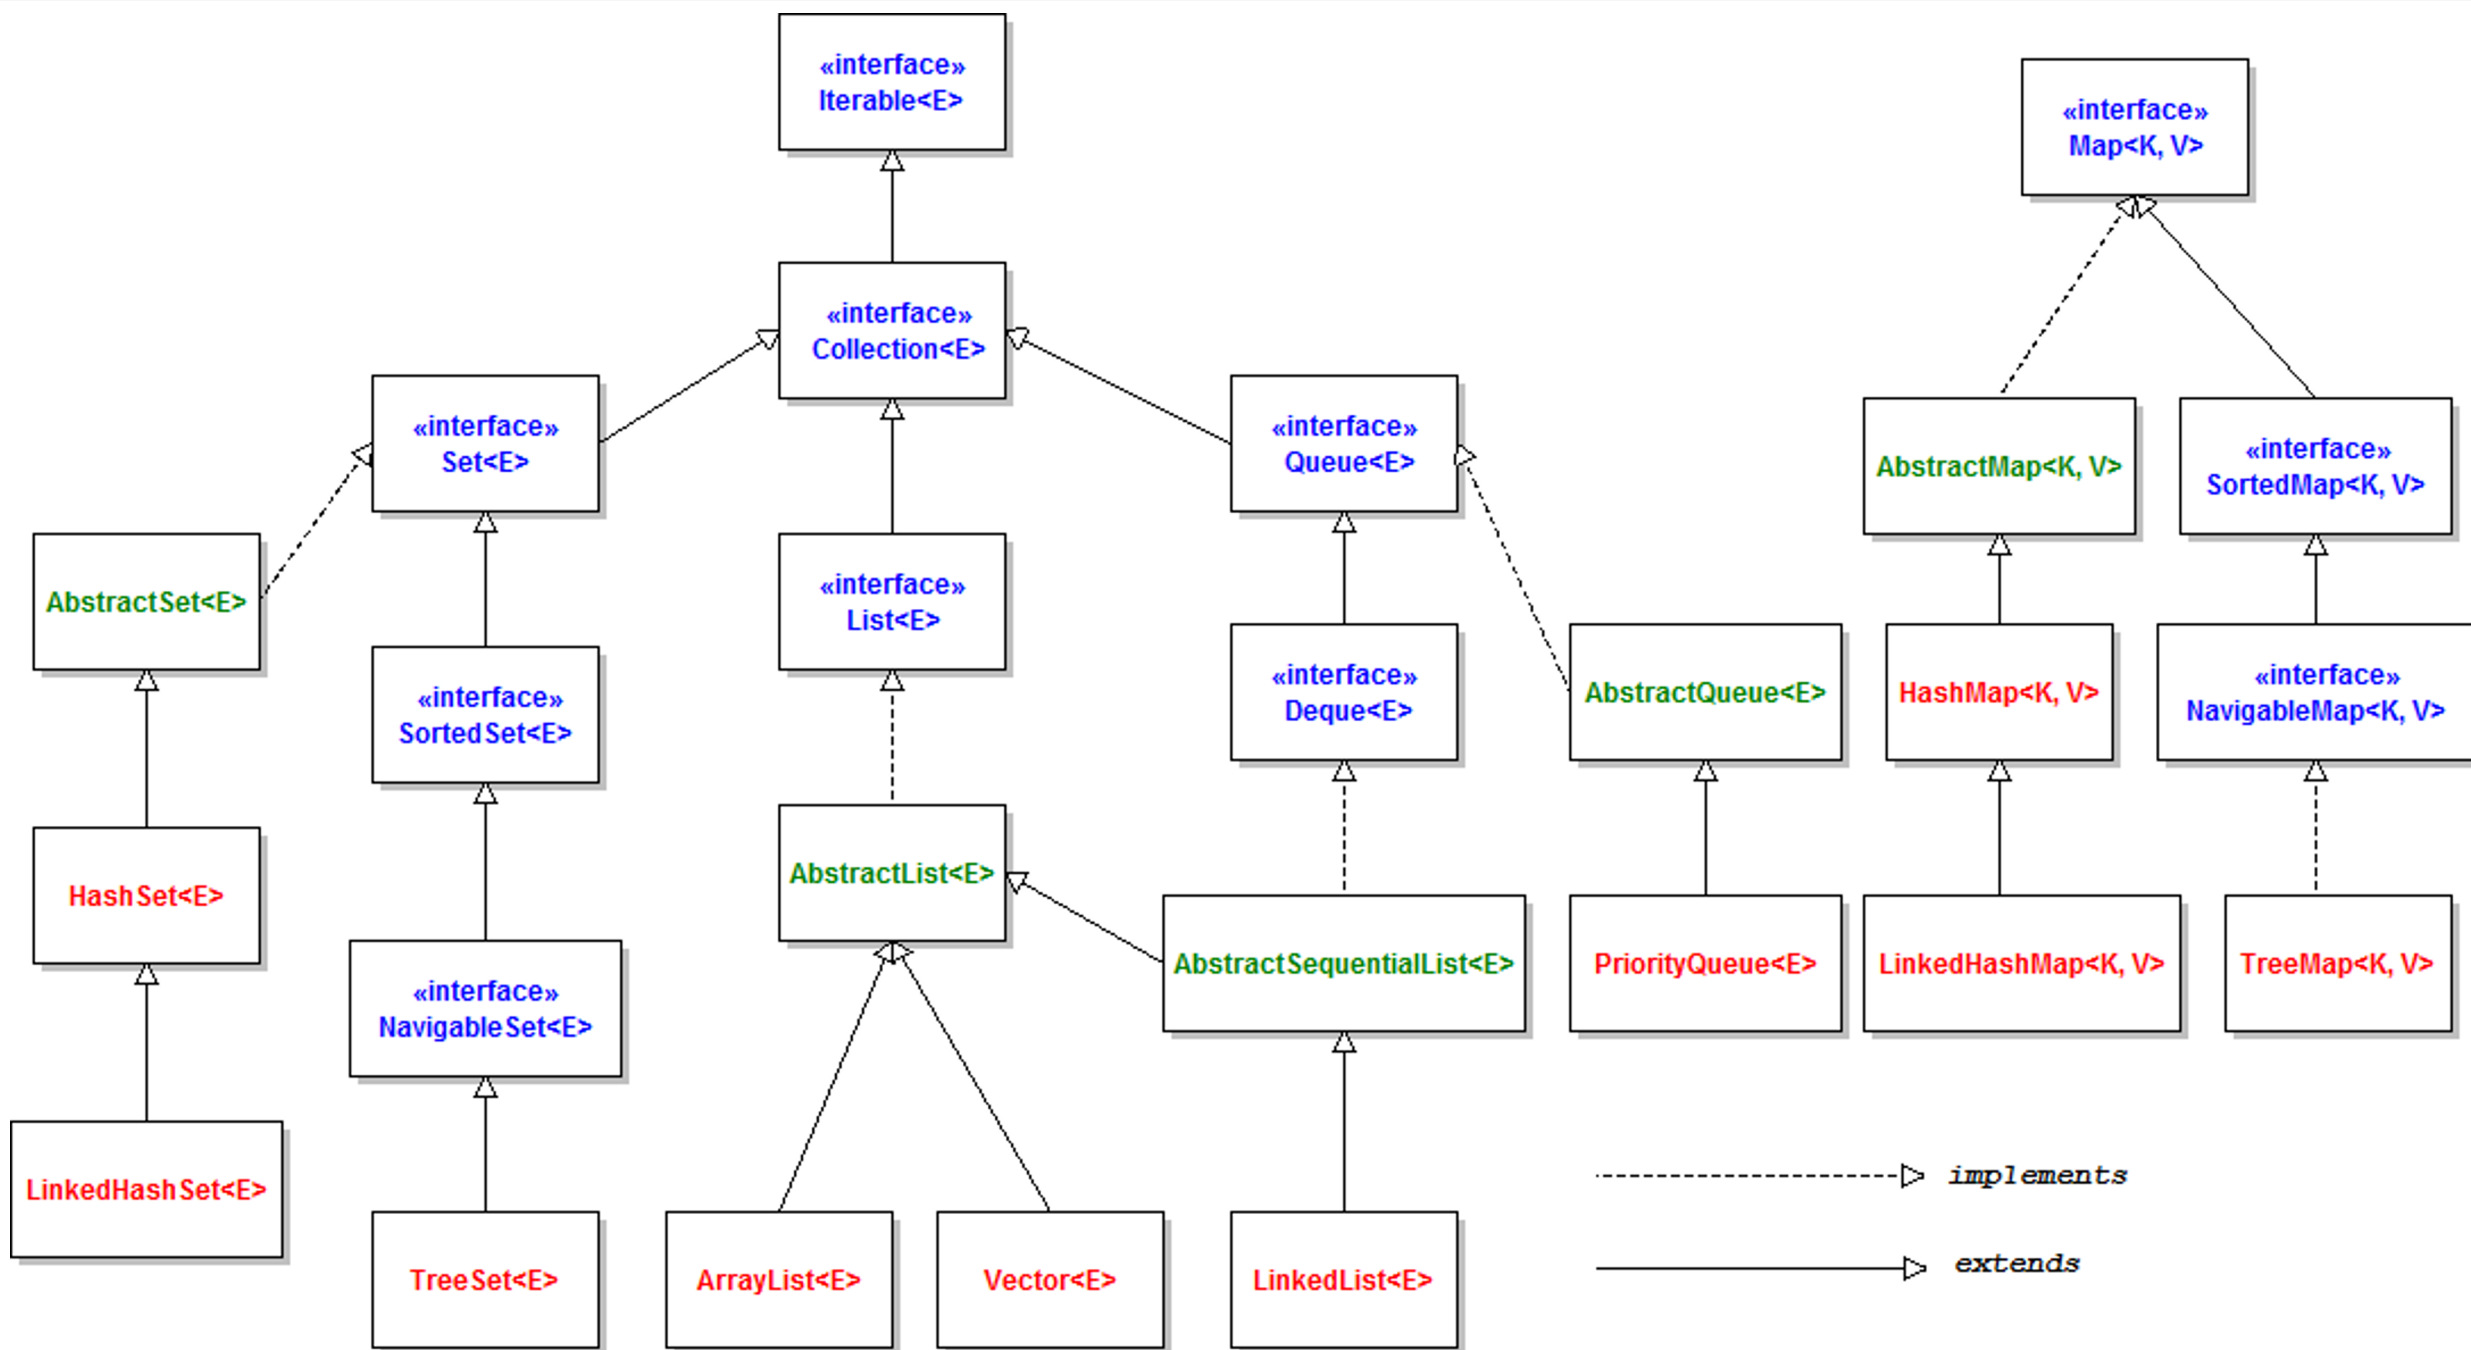 «interface»
Iterable<E>
«interface»
Map<K, V>
«interface»
Collection<E>
«interface»
Set<E>
«interface»
Queue<E>
AbstractMap<K, V>
«interface»
SortedMap<K, V>
AbstractSet<E>
«interface»
List<E>
«interface»
SortedSet<E>
«interface»
Deque<E>
AbstractQueue<E>
HashMap<K, V>
«interface»
NavigableMap<K, V>
HashSet<E>
AbstractList<E>
«interface»
NavigableSet<E>
AbstractSequentialList<E>
PriorityQueue<E>
LinkedHashMap<K, V>
TreeMap<K, V>
LinkedHashSet<E>
TreeSet<E>
ArrayList<E>
Vector<E>
LinkedList<E>
implements
extends